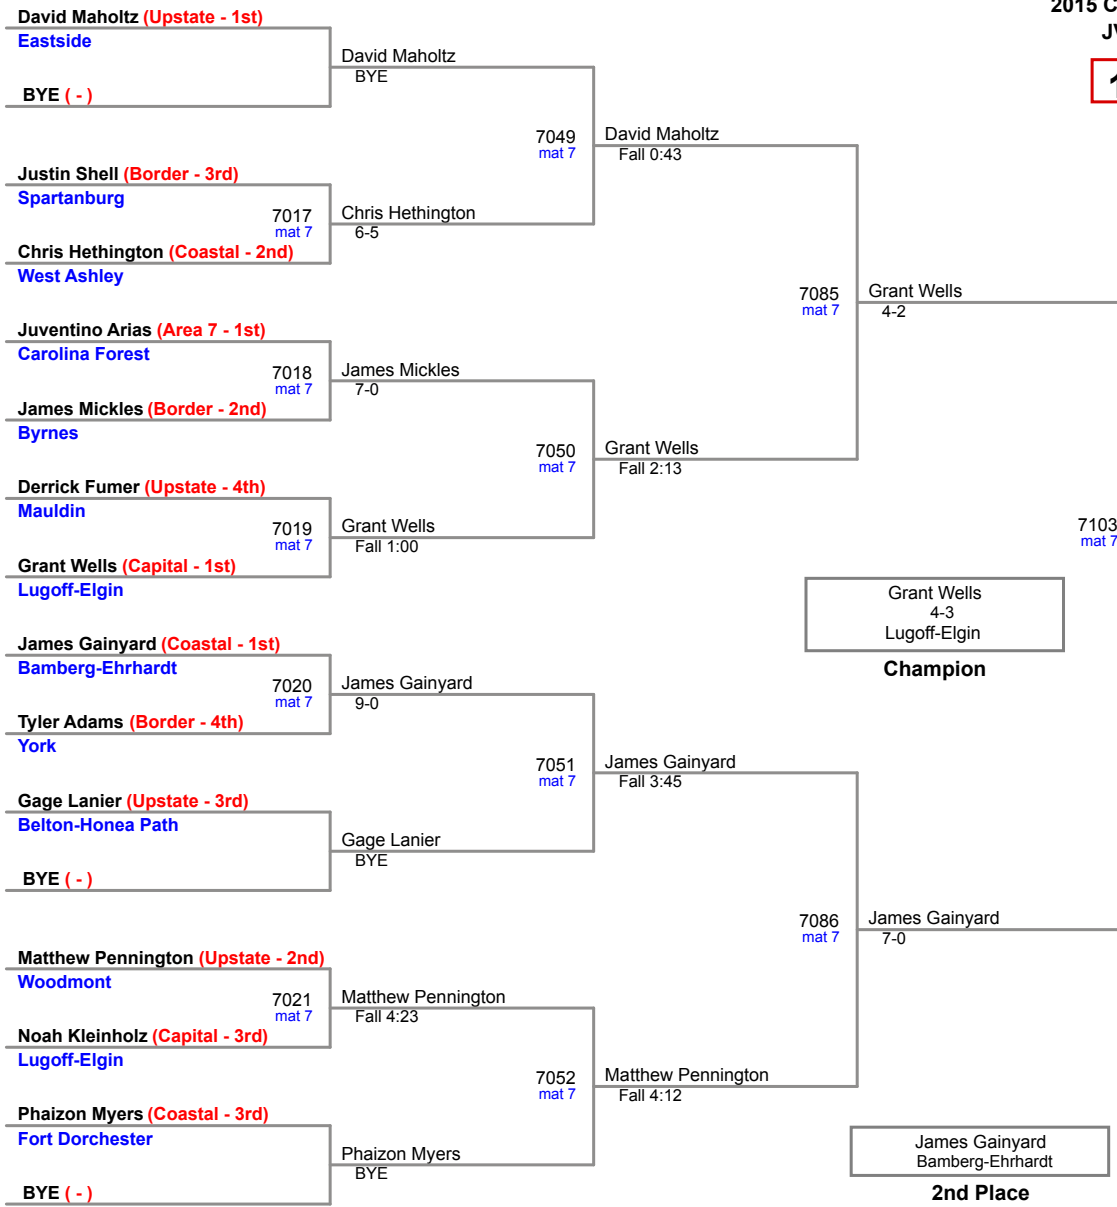 2015 C
JV
1
David Maholtz (Upstate - 1st)
Eastside
BYE ( - )
David Maholtz
BYE
Justin Shell (Border - 3rd)
Spartanburg
7017
mat 7
Chris Hethington (Coastal - 2nd)
West Ashley
Chris Hethington
6-5
7049
mat 7
David Maholtz
Fall 0:43
Juventino Arias (Area 7 - 1st)
Carolina Forest
7018
mat 7
James Mickles (Border - 2nd)
Byrnes
James Mickles
7-0
Derrick Fumer (Upstate - 4th)
Mauldin
7019
mat 7
Grant Wells (Capital - 1st)
Lugoff-Elgin
Grant Wells
Fall 1:00
7050
mat 7
Grant Wells
Fall 2:13
7085
mat 7
Grant Wells
4-2
7103
mat 7
Grant Wells
4-3
Lugoff-Elgin
Champion
James Gainyard (Coastal - 1st)
Bamberg-Ehrhardt
7020
mat 7
Tyler Adams (Border - 4th)
York
James Gainyard
9-0
Gage Lanier (Upstate - 3rd)
Belton-Honea Path
BYE ( - )
Gage Lanier
BYE
7051
mat 7
James Gainyard
Fall 3:45
Matthew Pennington (Upstate - 2nd)
Woodmont
7021
mat 7
Noah Kleinholz (Capital - 3rd)
Lugoff-Elgin
Matthew Pennington
Fall 4:23
Phaizon Myers (Coastal - 3rd)
Fort Dorchester
BYE ( - )
Phaizon Myers
BYE
7052
mat 7
Matthew Pennington
Fall 4:12
7086
mat 7
James Gainyard
7-0
James Gainyard
Bamberg-Ehrhardt
2nd Place